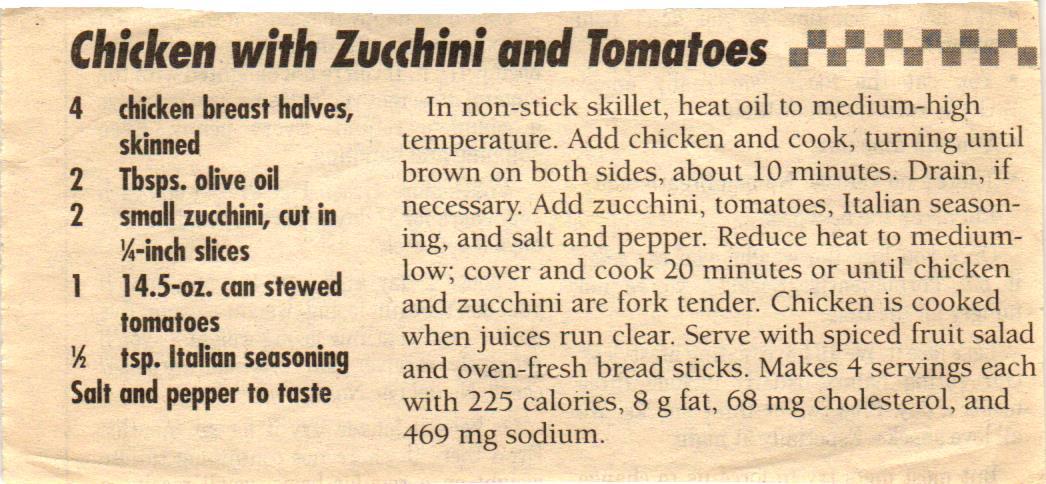 Chicken with Zucchini and Tomatoes
4 chicken breast halves,
skinned
2 Tbsps. olive oil
2 small zucchini, cut in
¼-inch slices
1 14.5-oz. can stewed
tomatoes
½ tsp. Italian seasoning
Salt and pepper to taste
In non-stick skillet, heat oil to medium-high
temperature. Add chicken and cook, turning until
brown on both sides, about 10 minutes. Drain, if
necessary. Add zucchini, tomatoes, Italian season-
ing, and salt and pepper. Reduce heat to medium-
low; cover and cook 20 minutes or until chicken
and zucchini are fork tender. Chicken is cooked
when juices run clear. Serve with spiced fruit salad
and oven-fresh bread sticks. Makes 4 servings each
with 225 calories, 8 g fat, 68 mg cholesterol, and
469 mg sodium.